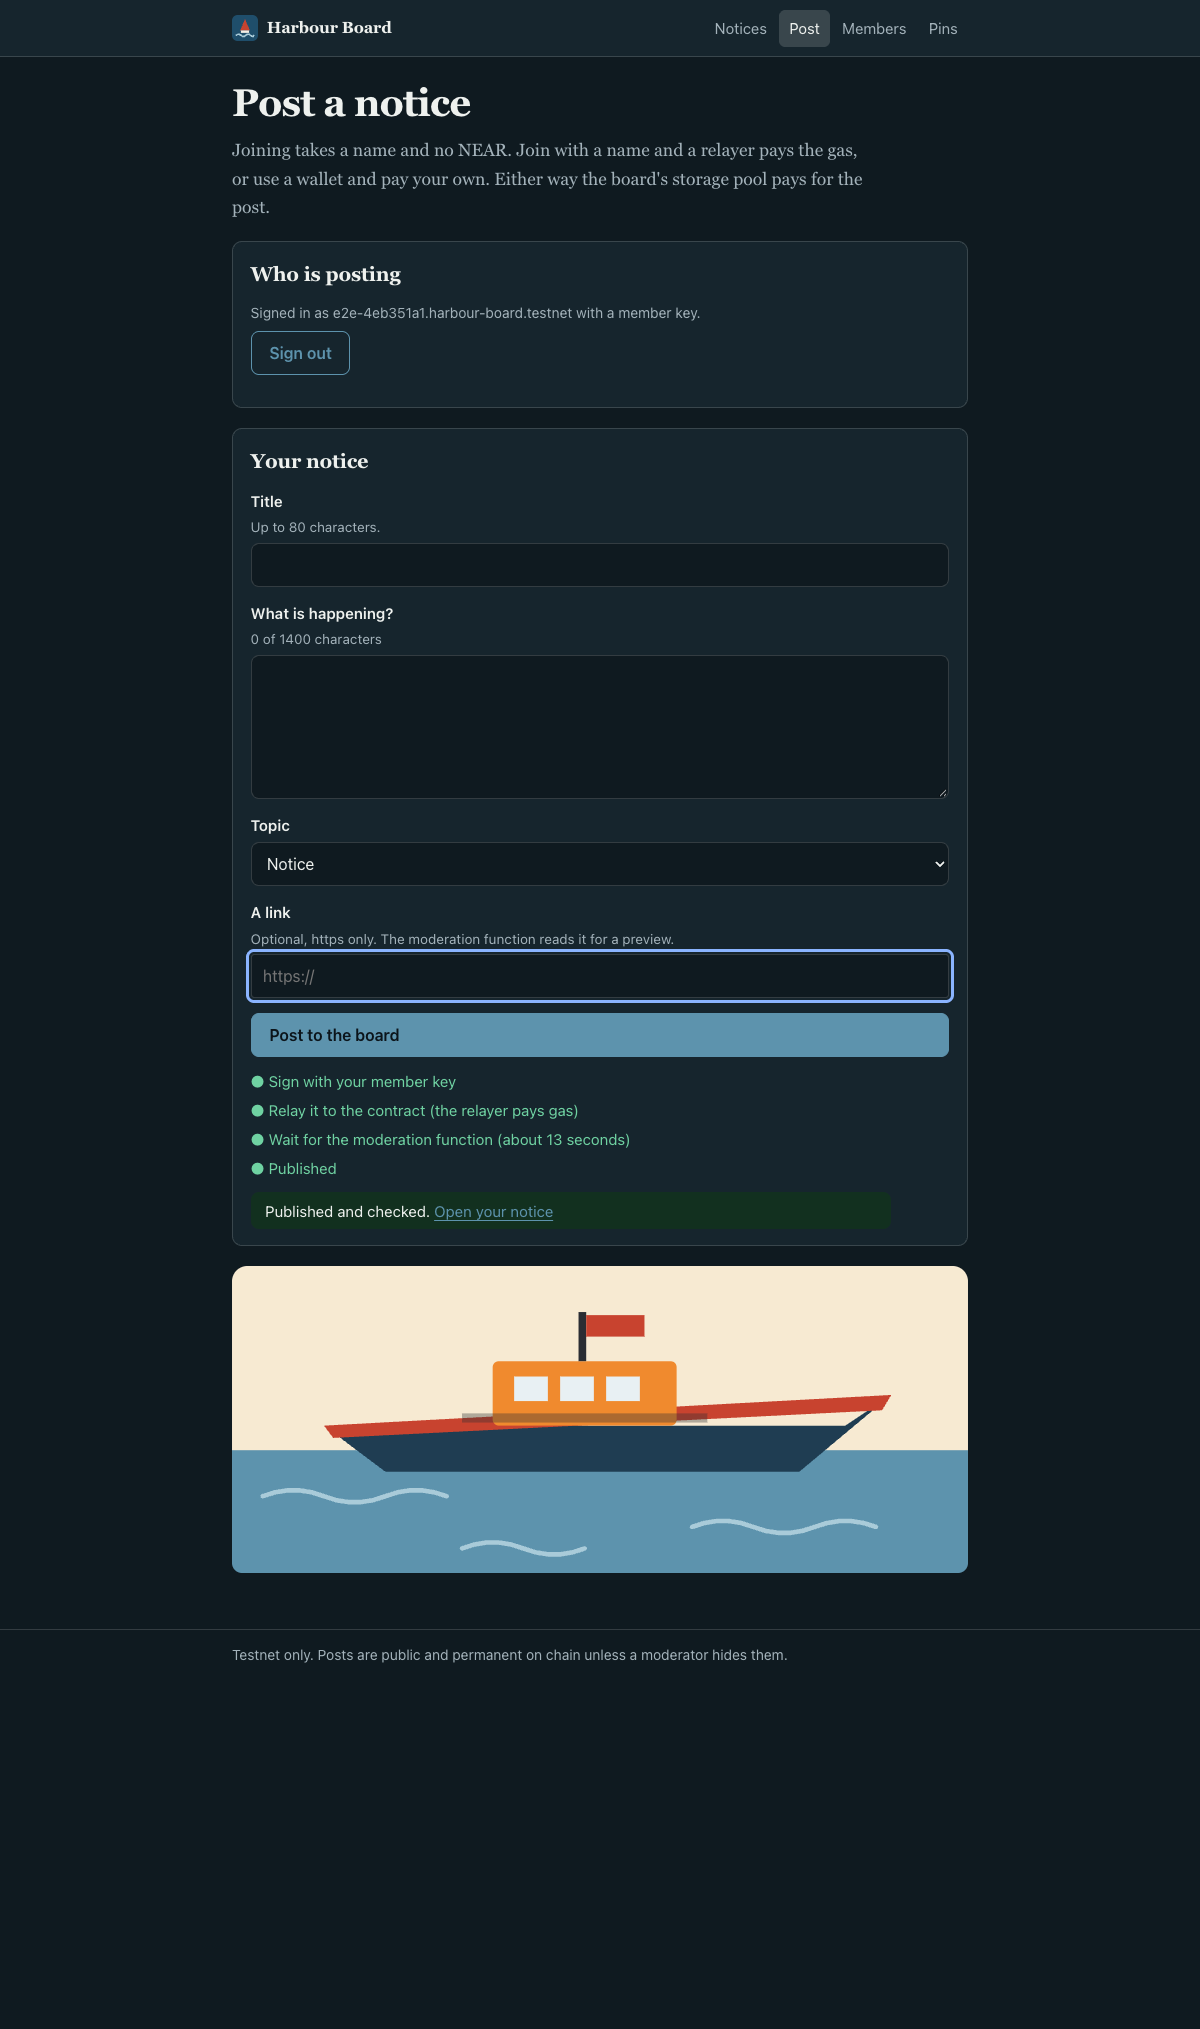 Harbour Board
Notices
Post
Members
Pins
Post a notice
Joining takes a name and no NEAR. Join with a name and a relayer pays the gas,
or use a wallet and pay your own. Either way the board's storage pool pays for the
post.
Who is posting
Signed in as e2e-4eb351a1.harbour-board.testnet with a member key.
Sign out
Your notice
Title
Up to 80 characters.
What is happening?
0 of 1400 characters
Topic
Notice
A link
Optional, https only. The moderation function reads it for a preview.
https://
Post to the board
Sign with your member key
Relay it to the contract (the relayer pays gas)
Wait for the moderation function (about 13 seconds)
Published
Published and checked. Open your notice
Testnet only. Posts are public and permanent on chain unless a moderator hides them.